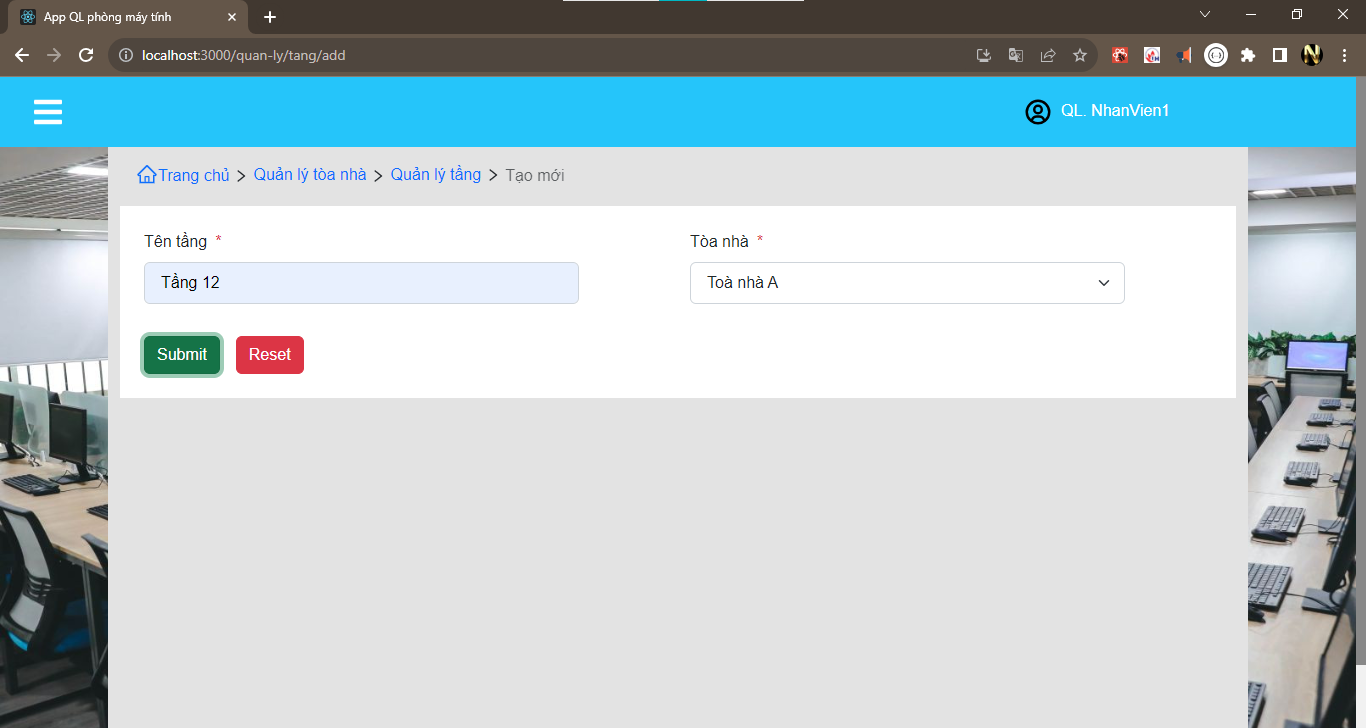 App QL phòng máy tính
localhost:3000/quan-ly/tang/add
QL. NhanVien1
Trang chủ > Quản lý tòa nhà > Quản lý tầng > Tạo mới
Tên tầng * Tòa nhà *
Tầng 12 Toà nhà A
Submit Reset